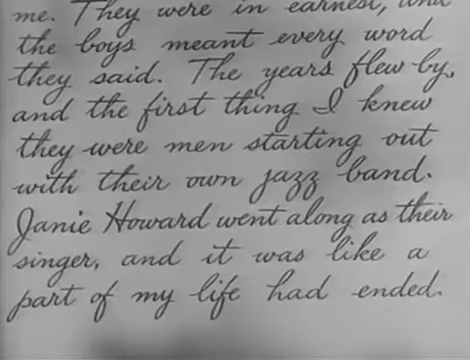 me. They were in earnest, and
the boys meant every word
they said. The years flew by,
and the first thing I knew
they were men starting out
with their own jazz band.
Janie Howard went along as their
singer, and it was like a
part of my life had ended.